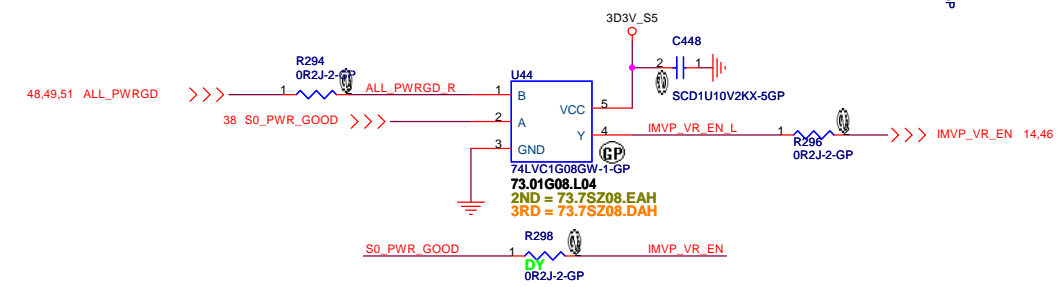 3D3V_S5
C448
2 1
SCD1U10V2KX-5GP
R294
0R2J-2-GP
48,49,51 ALL_PWRGD
1
ALL_PWRGD_R
38 S0_PWR_GOOD
U44
1 B
2 A
3 GND
VCC 5
Y 4
GP
74LVC1G08GW-1-GP
73.01G08.L04
2ND = 73.7SZ08.EAH
3RD = 73.7SZ08.DAH
IMVP_VR_EN_L
1
R296
0R2J-2-GP
IMVP_VR_EN 14,46
S0_PWR_GOOD
1
R298
DY
0R2J-2-GP
IMVP_VR_EN